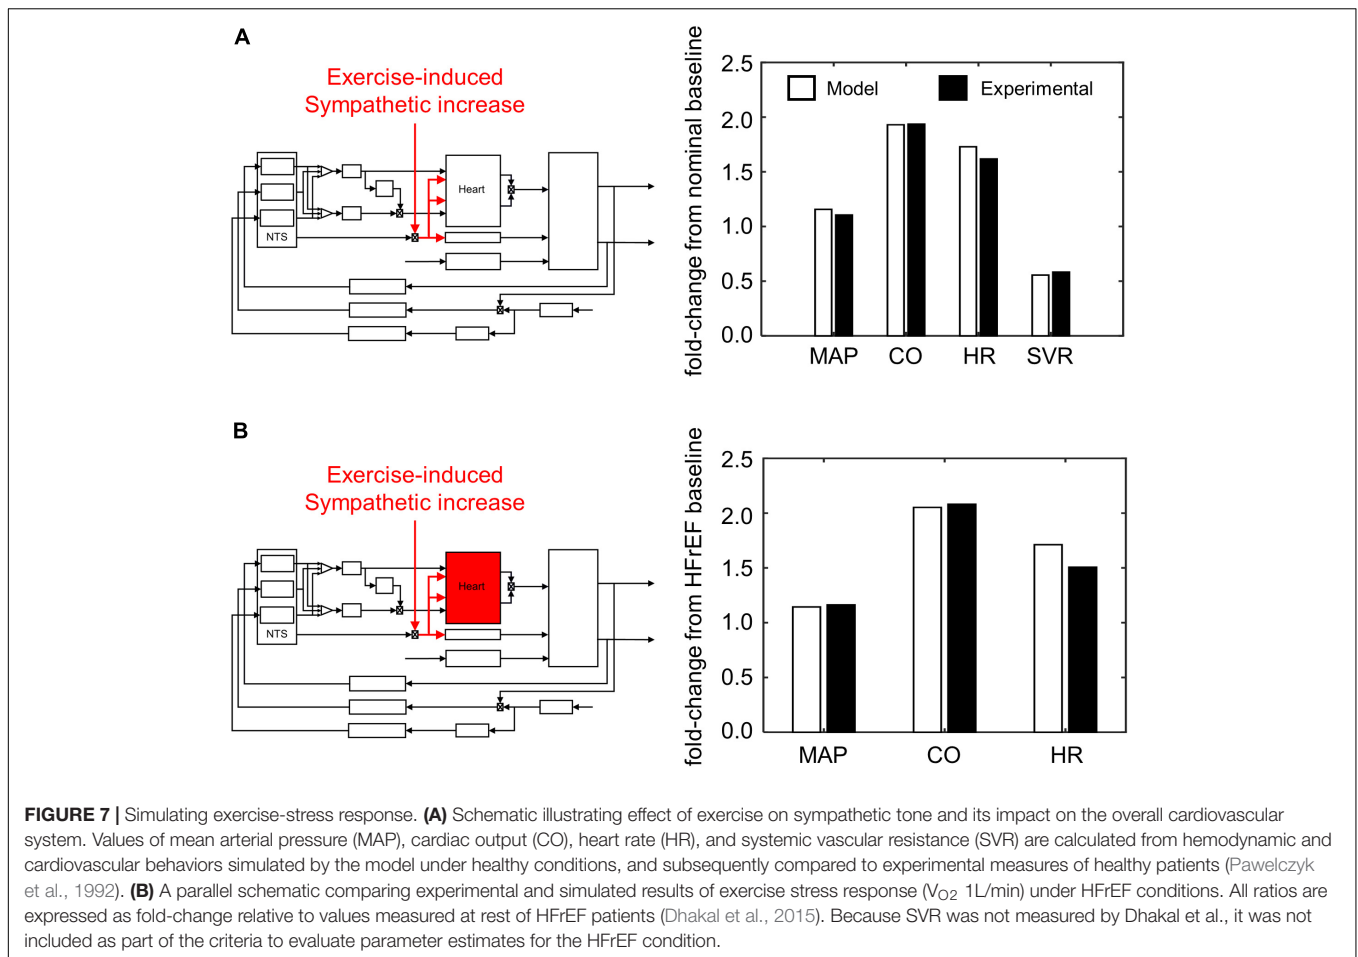 A
Exercise-induced
Sympathetic increase
Heart
NTS
fold-change from nominal baseline
2.5
2.0
1.5
1.0
0.5
0.0
Model
Experimental
MAP
CO
HR
SVR
B
Exercise-induced
Sympathetic increase
Heart
NTS
fold-change from HFrEF baseline
2.5
2.0
1.5
1.0
0.5
0.0
MAP
CO
HR
FIGURE 7 | Simulating exercise-stress response. (A) Schematic illustrating effect of exercise on sympathetic tone and its impact on the overall cardiovascular
system. Values of mean arterial pressure (MAP), cardiac output (CO), heart rate (HR), and systemic vascular resistance (SVR) are calculated from hemodynamic and
cardiovascular behaviors simulated by the model under healthy conditions, and subsequently compared to experimental measures of healthy patients (Pawelczyk
et al., 1992). (B) A parallel schematic comparing experimental and simulated results of exercise stress response (VO2 1L/min) under HFrEF conditions. All ratios are
expressed as fold-change relative to values measured at rest of HFrEF patients (Dhakal et al., 2015). Because SVR was not measured by Dhakal et al., it was not
included as part of the criteria to evaluate parameter estimates for the HFrEF condition.